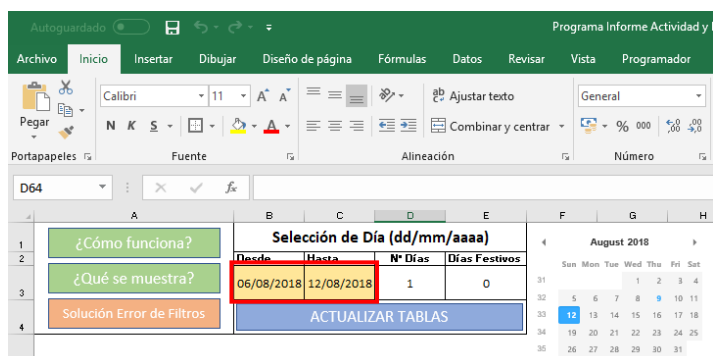 Autoguardado
Programa Informe Actividad y
Archivo Inicio Insertar Dibujar Diseño de página Fórmulas Datos Revisar Vista Programador
Pegar
Calibri 11 A A
N K S A
ab Ajustar texto
Combinar y centrar
General
% 000
Portapapeles Fuente Alineación Número
D64 fx
A B C D E F G H
1 ¿Cómo funciona? Selección de Día (dd/mm/aaaa)
2 Desde Hasta Nº Días Días Festivos
3 ¿Qué se muestra? 06/08/2018 12/08/2018 1 0
4 Solución Error de Filtros ACTUALIZAR TABLAS
August 2018
Sun Mon Tue Wed Thu Fri Sat
31 1 2 3 4
32 5 6 7 8 9 10 11
33 12 13 14 15 16 17 18
34 19 20 21 22 23 24 25
35 26 27 28 29 30 31